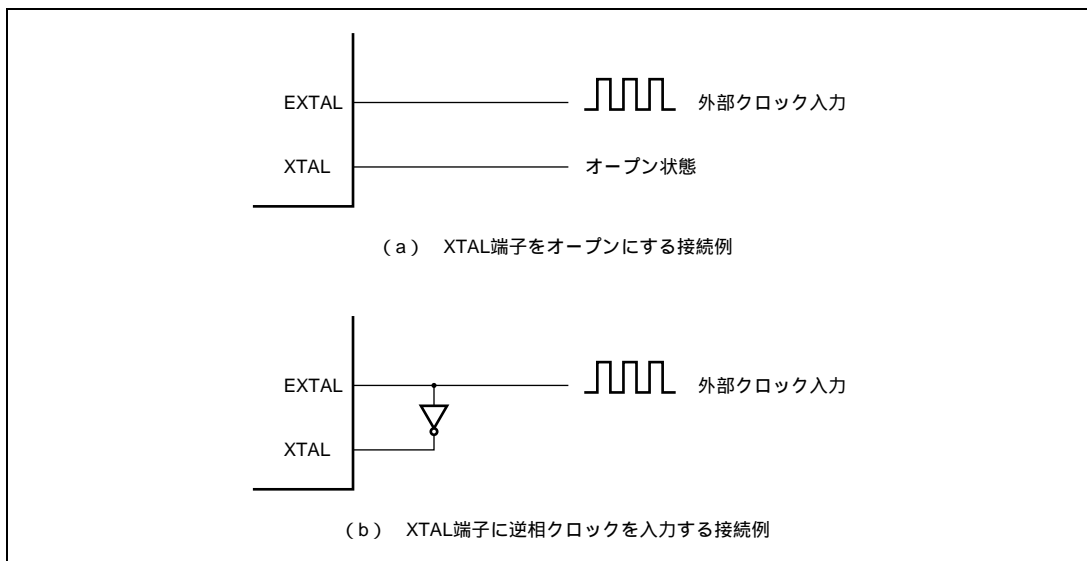 EXTAL 外部クロック入力
XTAL オープン状態
（a） XTAL端子をオープンにする接続例
EXTAL 外部クロック入力
XTAL
（b） XTAL端子に逆相クロックを入力する接続例